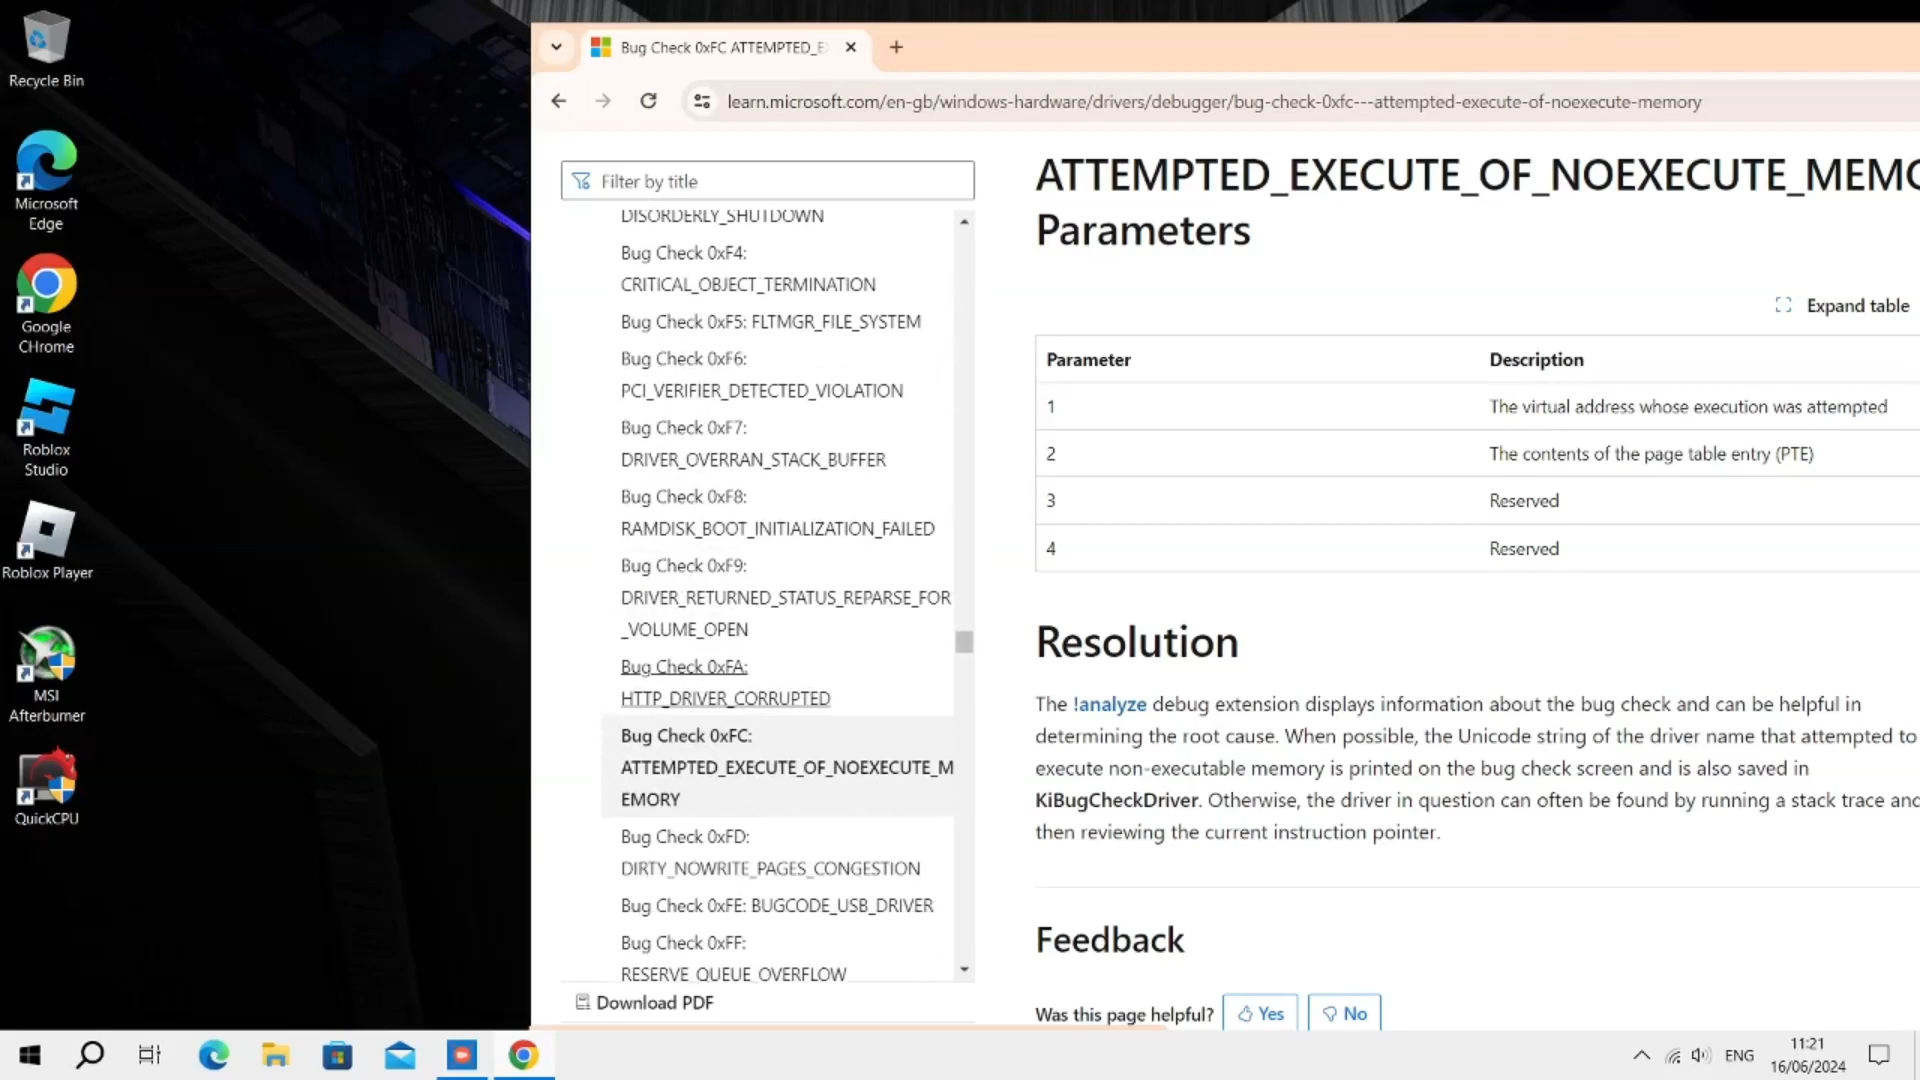 Recycle Bin
Microsoft
Edge
Google
CHrome
Roblox
Studio
Roblox Player
MSI
Afterburner
QuickCPU
Bug Check 0xFC ATTEMPTED_E
learn.microsoft.com/en-gb/windows-hardware/drivers/debugger/bug-check-0xfc---attempted-execute-of-noexecute-memory
Filter by title
DISORDERLY_SHUTDOWN
Bug Check 0xF4:
CRITICAL_OBJECT_TERMINATION
Bug Check 0xF5: FLTMGR_FILE_SYSTEM
Bug Check 0xF6:
PCI_VERIFIER_DETECTED_VIOLATION
Bug Check 0xF7:
DRIVER_OVERRAN_STACK_BUFFER
Bug Check 0xF8:
RAMDISK_BOOT_INITIALIZATION_FAILED
Bug Check 0xF9:
DRIVER_RETURNED_STATUS_REPARSE_FOR
_VOLUME_OPEN
Bug Check 0xFA:
HTTP_DRIVER_CORRUPTED
Bug Check 0xFC:
ATTEMPTED_EXECUTE_OF_NOEXECUTE_M
EMORY
Bug Check 0xFD:
DIRTY_NOWRITE_PAGES_CONGESTION
Bug Check 0xFE: BUGCODE_USB_DRIVER
Bug Check 0xFF:
RESERVE_QUEUE_OVERFLOW
Download PDF
ATTEMPTED_EXECUTE_OF_NOEXECUTE_MEMO
Parameters
Expand table
Parameter Description
1 The virtual address whose execution was attempted
2 The contents of the page table entry (PTE)
3 Reserved
4 Reserved
Resolution
The !analyze debug extension displays information about the bug check and can be helpful in
determining the root cause. When possible, the Unicode string of the driver name that attempted to
execute non-executable memory is printed on the bug check screen and is also saved in
KiBugCheckDriver. Otherwise, the driver in question can often be found by running a stack trace and
then reviewing the current instruction pointer.
Feedback
Was this page helpful? Yes No
ENG
11:21
16/06/2024